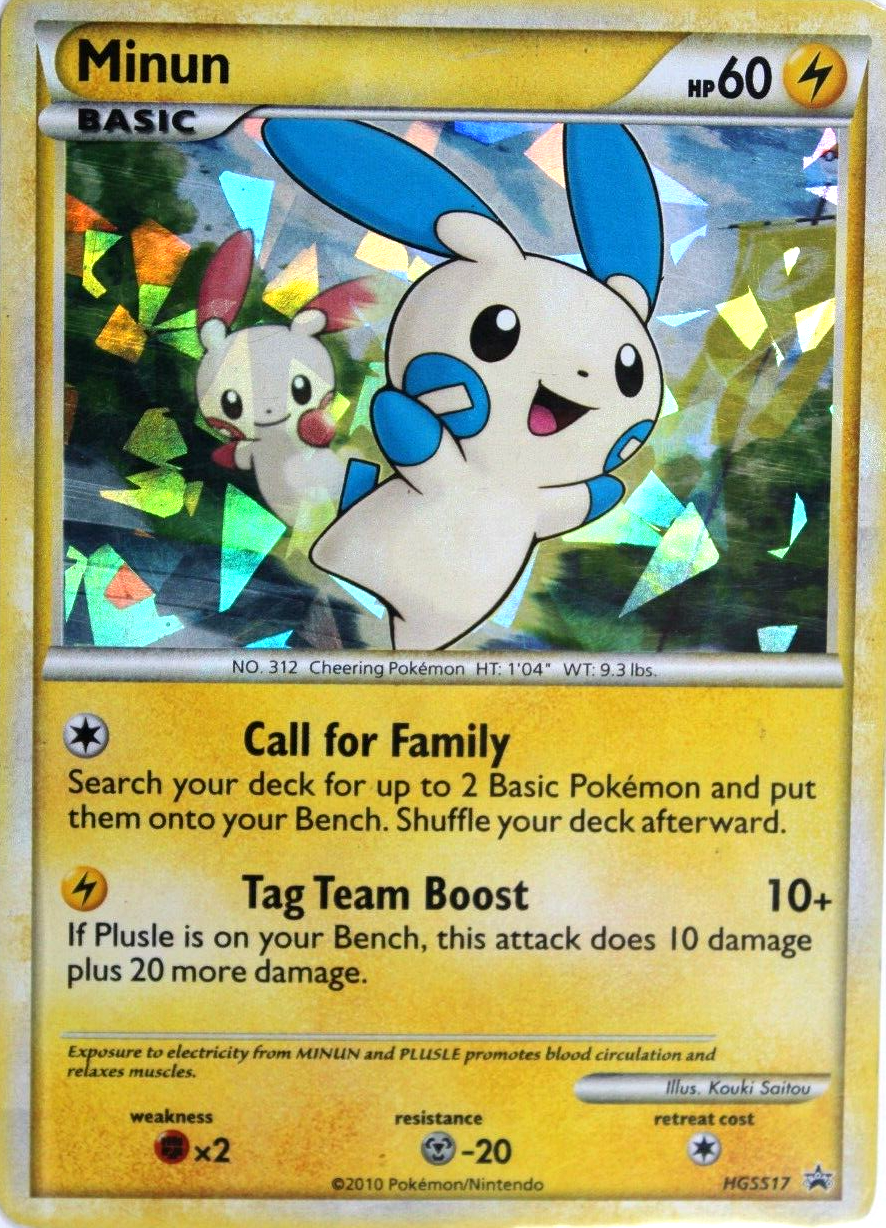 Minun
HP60
BASIC
NO. 312 Cheering Pokémon HT: 1'04" WT: 9.3 lbs.
Call for Family
Search your deck for up to 2 Basic Pokémon and put
them onto your Bench. Shuffle your deck afterward.
Tag Team Boost 10+
If Plusle is on your Bench, this attack does 10 damage
plus 20 more damage.
Exposure to electricity from MINUN and PLUSLE promotes blood circulation and
relaxes muscles.
Illus. Kouki Saitou
weakness resistance retreat cost
x2 -20
©2010 Pokémon/Nintendo HGSS17